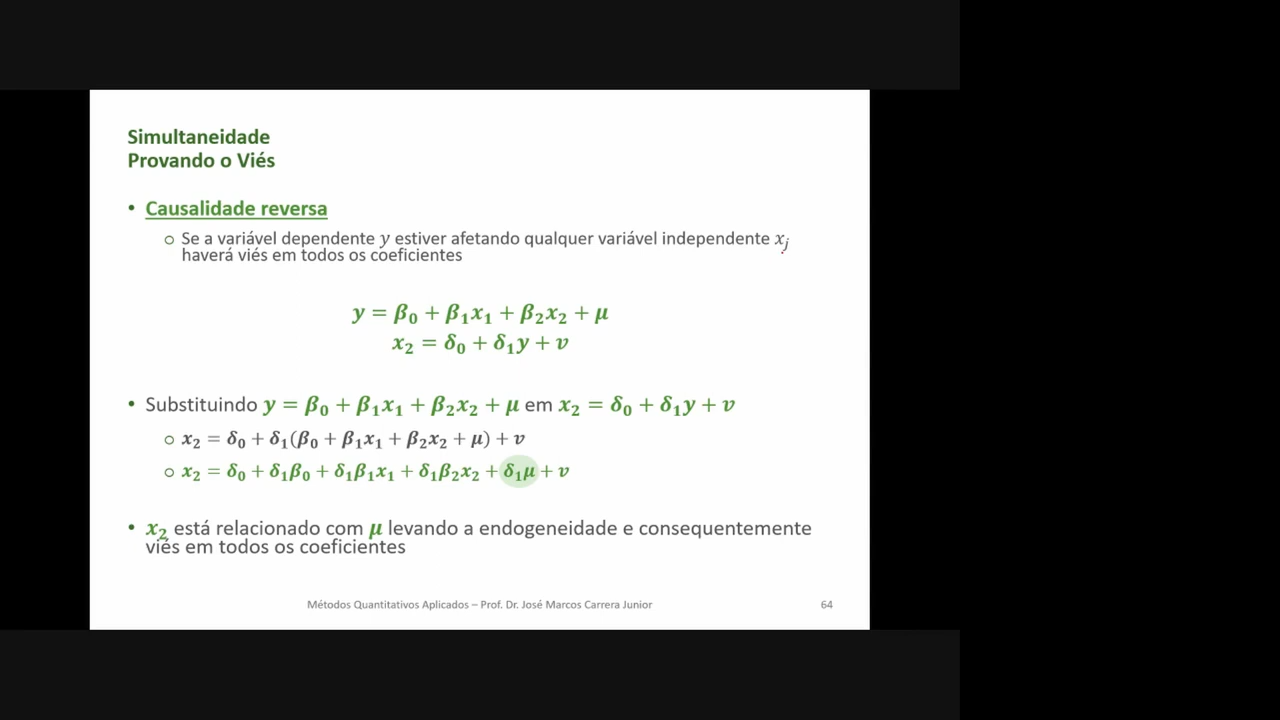 Simultaneidade
Provando o Viés
• Causalidade reversa
○ Se a variável dependente y estiver afetando qualquer variável independente xⱼ
haverá viés em todos os coeficientes
y = β₀ + β₁x₁ + β₂x₂ + μ
x₂ = δ₀ + δ₁y + v
• Substituindo y = β₀ + β₁x₁ + β₂x₂ + μ em x₂ = δ₀ + δ₁y + v
○ x₂ = δ₀ + δ₁(β₀ + β₁x₁ + β₂x₂ + μ) + v
○ x₂ = δ₀ + δ₁β₀ + δ₁β₁x₁ + δ₁β₂x₂ + δ₁μ + v
• x₂ está relacionado com μ levando a endogeneidade e consequentemente
viés em todos os coeficientes
Métodos Quantitativos Aplicados – Prof. Dr. José Marcos Carrera Junior 64